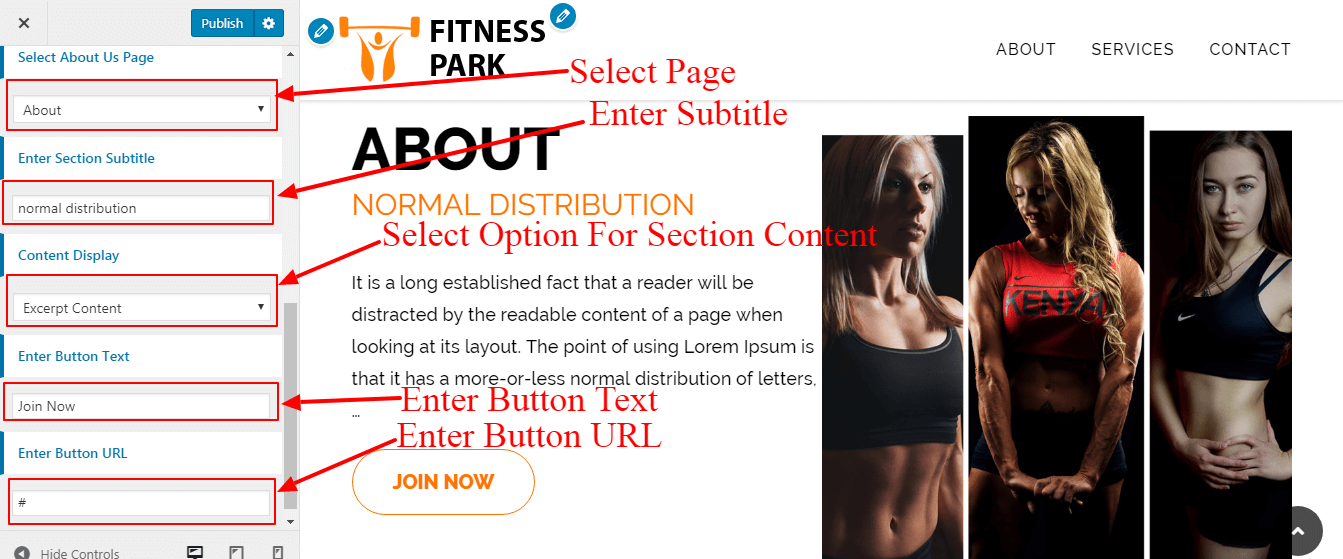 Publish
Select About Us Page
About
Enter Section Subtitle
normal distribution
Content Display
Excerpt Content
Enter Button Text
Join Now
Enter Button URL
#
Hide Controls
FITNESS
PARK
ABOUT SERVICES CONTACT
Select Page
Enter Subtitle
ABOUT
NORMAL DISTRIBUTION
Select Option For Section Content
It is a long established fact that a reader will be
distracted by the readable content of a page when
looking at its layout. The point of using Lorem Ipsum is
that it has a more-or-less normal distribution of letters,
…
Enter Button Text
Enter Button URL
JOIN NOW
KENYA